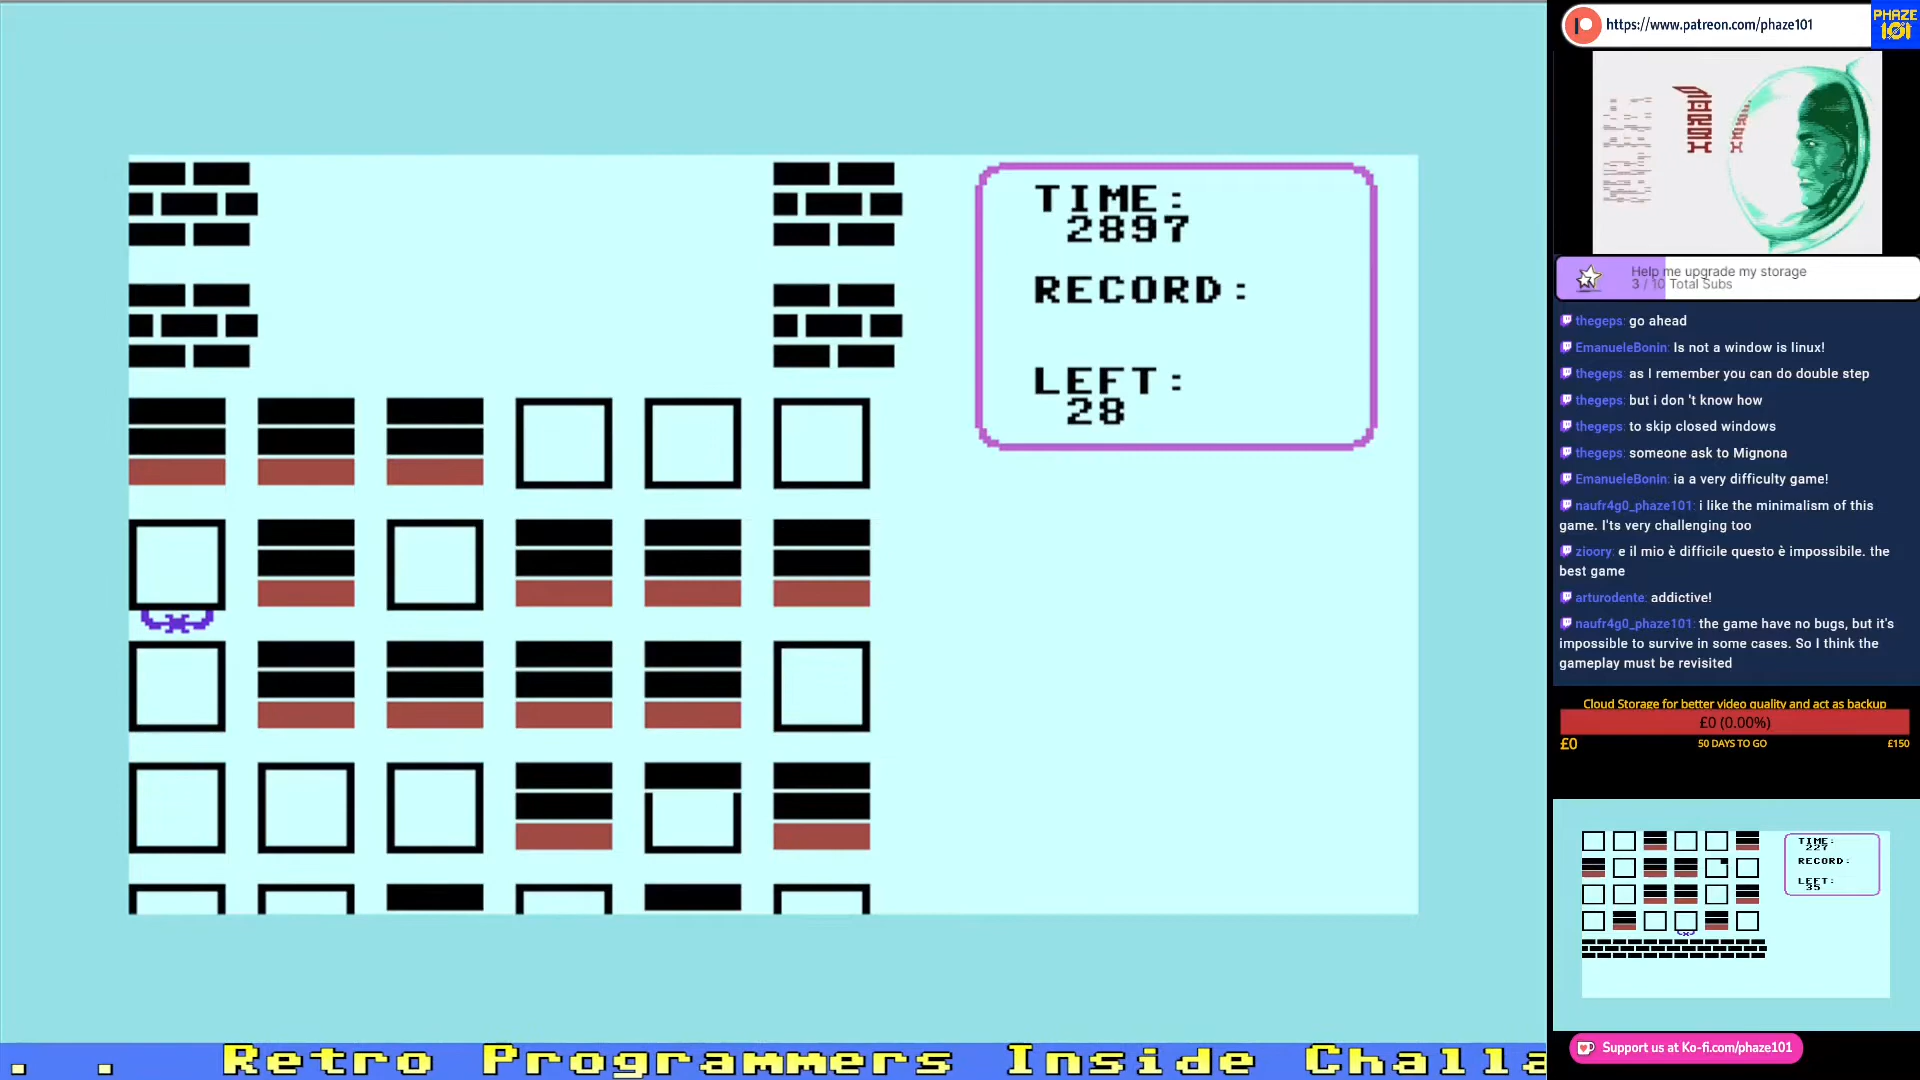 https://www.patreon.com/phaze101
PHAZE
101
TIME:
2897
RECORD:
LEFT:
28
Help me upgrade my storage
3 / 10 Total Subs
thegeps: go ahead
EmanueleBonin: Is not a window is linux!
thegeps: as I remember you can do double step
thegeps: but i don 't know how
thegeps: to skip closed windows
thegeps: someone ask to Mignona
EmanueleBonin: ia a very difficulty game!
naufr4g0_phaze101: i like the minimalism of this
game. I'ts very challenging too
zioory: e il mio è difficile questo è impossibile. the
best game
arturodente: addictive!
naufr4g0_phaze101: the game have no bugs, but it's
impossible to survive in some cases. So I think the
gameplay must be revisited
Cloud Storage for better video quality and act as backup
£0 (0.00%)
£0 50 DAYS TO GO £150
TIME:
227
RECORD:
LEFT:
35
Support us at Ko-fi.com/phaze101
. . Retro Programmers Inside Challa